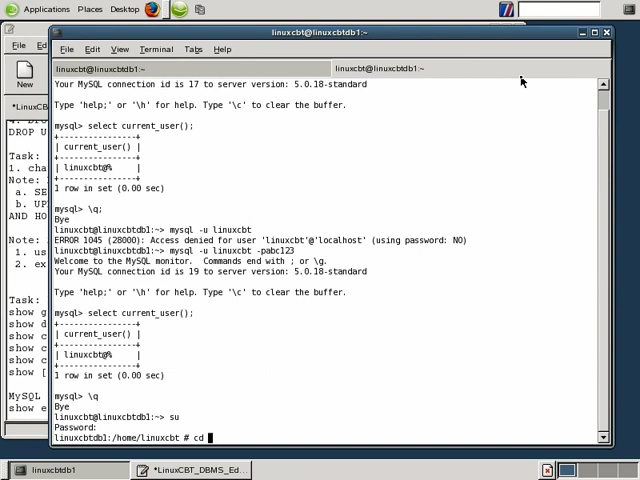 Applications Places Desktop
linuxcbt@linuxcbtdb1:~
File Ed
File Edit View Terminal Tabs Help
New
linuxcbt@linuxcbtdb1:~
linuxcbt@linuxcbtdb1:~
*LinuxCB
Your MySQL connection id is 17 to server version: 5.0.18-standard
Type 'help;' or '\h' for help. Type '\c' to clear the buffer.
mysql> select current_user();
+----------------+
| current_user() |
+----------------+
| linuxcbt@%     |
+----------------+
1 row in set (0.00 sec)
mysql> \q;
Bye
linuxcbt@linuxcbtdb1:~> mysql -u linuxcbt
ERROR 1045 (28000): Access denied for user 'linuxcbt'@'localhost' (using password: NO)
linuxcbt@linuxcbtdb1:~> mysql -u linuxcbt -pabc123
Welcome to the MySQL monitor.  Commands end with ; or \g.
Your MySQL connection id is 19 to server version: 5.0.18-standard
Type 'help;' or '\h' for help. Type '\c' to clear the buffer.
mysql> select current_user();
+----------------+
| current_user() |
+----------------+
| linuxcbt@%     |
+----------------+
1 row in set (0.00 sec)
mysql> \q
Bye
linuxcbt@linuxcbtdb1:~> su
Password:
linuxcbtdb1:/home/linuxcbt # cd
DROP U
Task:
1. cha
Note:
a. SE
b. UP
AND HO
Note:
1. us
2. ex
Task:
show g
show d
show c
show c
show c
show [
MySQL
show e
linuxcbtdb1
*LinuxCBT_DBMS_Ed...